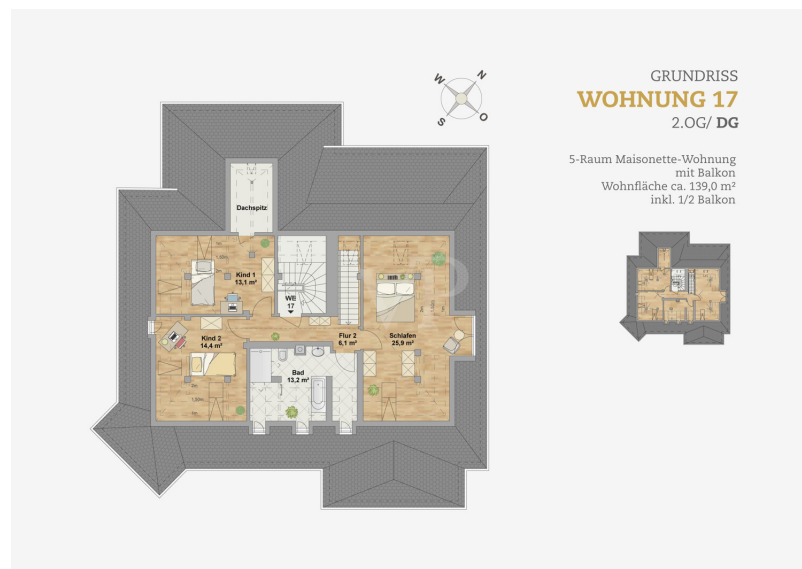 GRUNDRISS
WOHNUNG 17
2.OG/ DG
5-Raum Maisonette-Wohnung
mit Balkon
Wohnfläche ca. 139,0 m²
inkl. 1/2 Balkon
W
N
S
O
Dachspitz
Kind 1
13,1 m²
WE
17
Kind 2
14,4 m²
Flur 2
6,1 m²
Schlafen
25,9 m²
Bad
13,2 m²